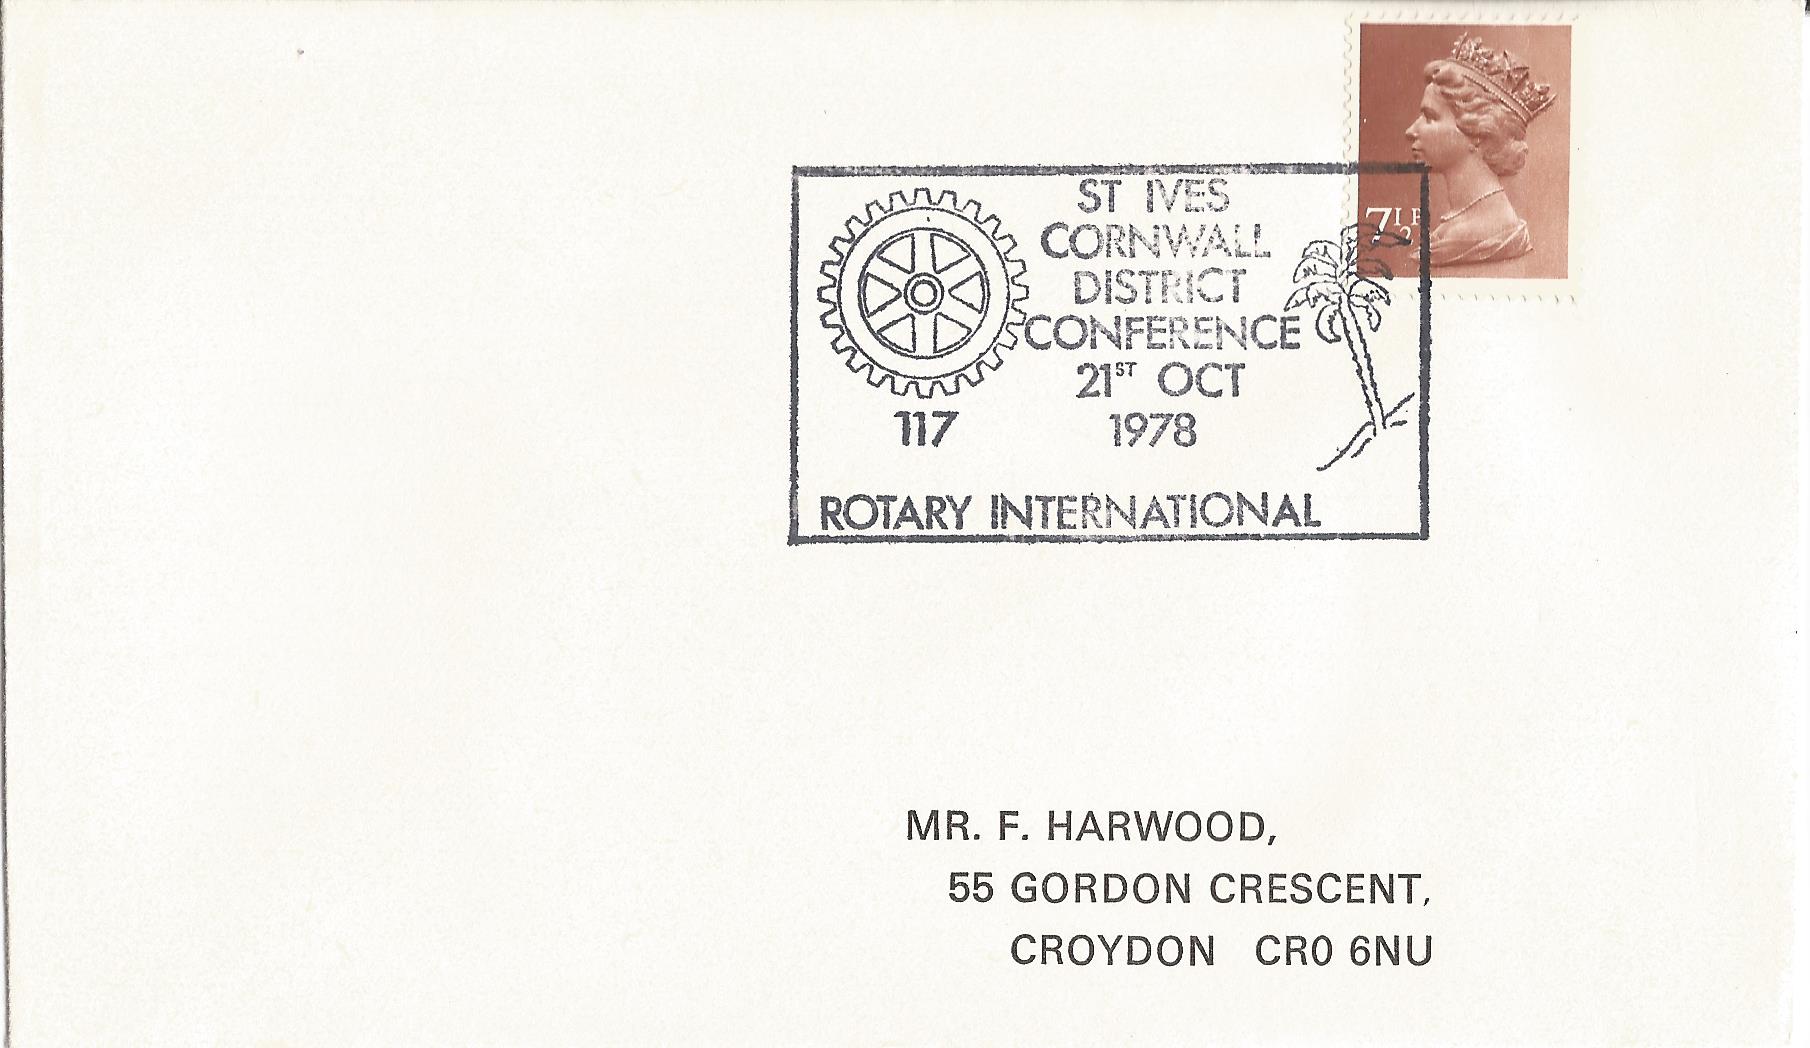 7½P
ST IVES
CORNWALL
DISTRICT
CONFERENCE
21ST OCT
117 1978
ROTARY INTERNATIONAL
MR. F. HARWOOD,
55 GORDON CRESCENT,
CROYDON CR0 6NU